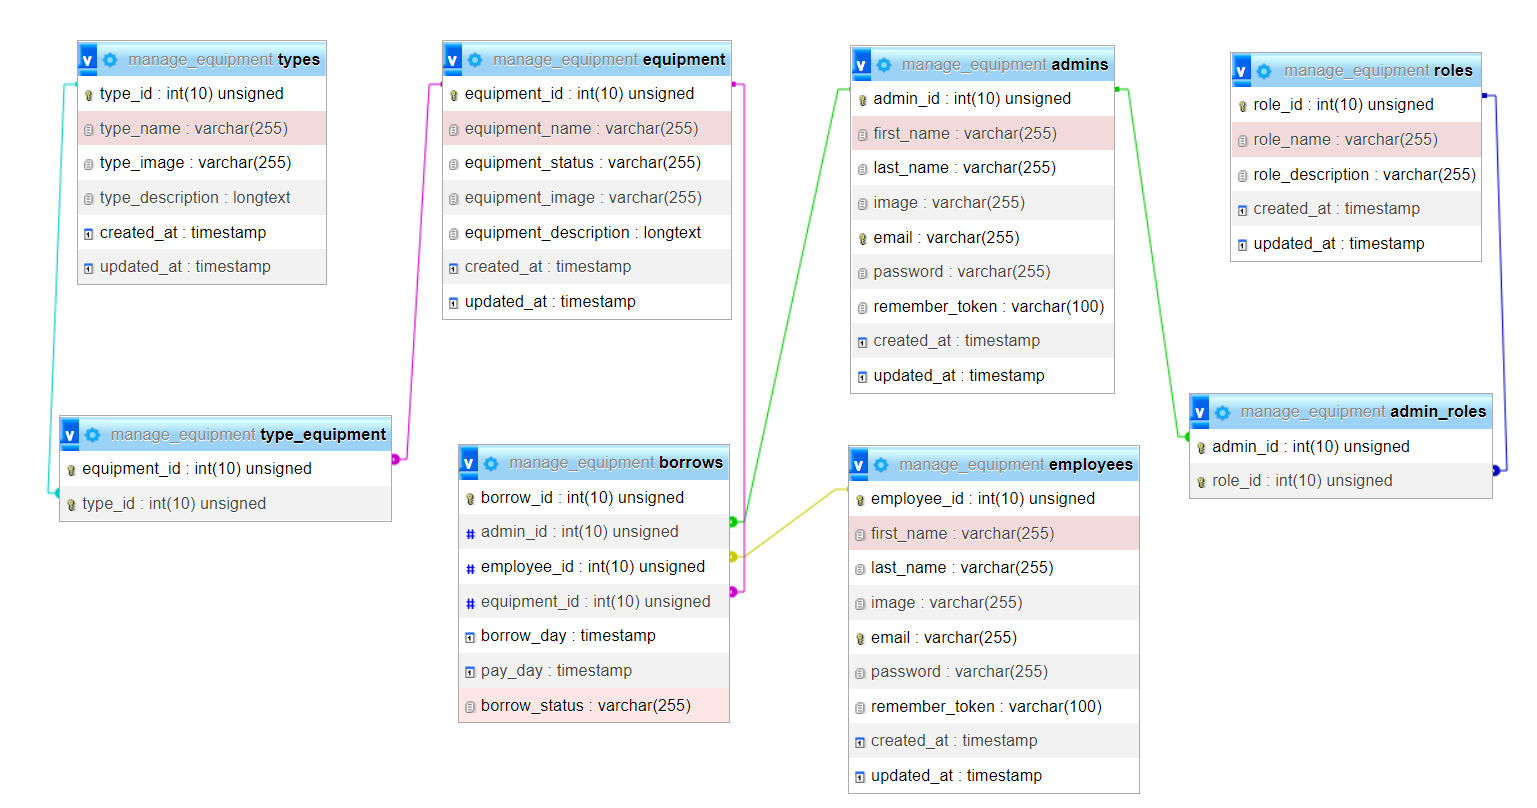 v manage_equipment types
type_id : int(10) unsigned
type_name : varchar(255)
type_image : varchar(255)
type_description : longtext
created_at : timestamp
updated_at : timestamp
v manage_equipment equipment
equipment_id : int(10) unsigned
equipment_name : varchar(255)
equipment_status : varchar(255)
equipment_image : varchar(255)
equipment_description : longtext
created_at : timestamp
updated_at : timestamp
v manage_equipment admins
admin_id : int(10) unsigned
first_name : varchar(255)
last_name : varchar(255)
image : varchar(255)
email : varchar(255)
password : varchar(255)
remember_token : varchar(100)
created_at : timestamp
updated_at : timestamp
v manage_equipment roles
role_id : int(10) unsigned
role_name : varchar(255)
role_description : varchar(255)
created_at : timestamp
updated_at : timestamp
v manage_equipment type_equipment
equipment_id : int(10) unsigned
type_id : int(10) unsigned
v manage_equipment borrows
borrow_id : int(10) unsigned
# admin_id : int(10) unsigned
# employee_id : int(10) unsigned
# equipment_id : int(10) unsigned
borrow_day : timestamp
pay_day : timestamp
borrow_status : varchar(255)
v manage_equipment employees
employee_id : int(10) unsigned
first_name : varchar(255)
last_name : varchar(255)
image : varchar(255)
email : varchar(255)
password : varchar(255)
remember_token : varchar(100)
created_at : timestamp
updated_at : timestamp
v manage_equipment admin_roles
admin_id : int(10) unsigned
role_id : int(10) unsigned